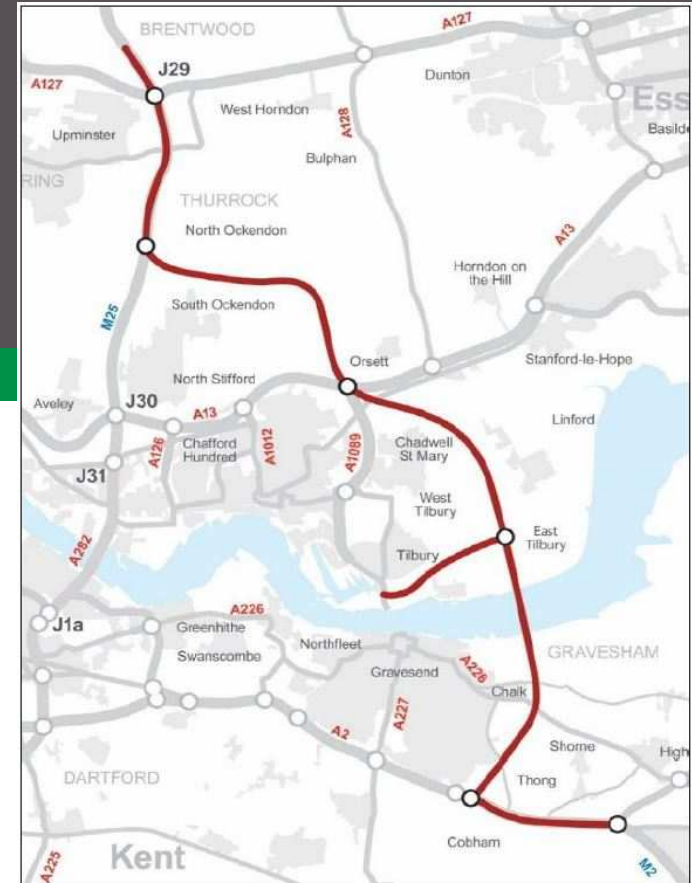 BRENTWOOD
A127
J29
Dunton
A127
West Horndon
Ess
A128
Upminster
Basilde
Bulphan
RING
THURROCK
North Ockendon
A13
Horndon on
the Hill
M25
South Ockendon
Orsett
Stanford-le-Hope
North Stifford
Aveley
J30
A13
Linford
Chafford
Hundred
A126
A1012
A1089
Chadwell
St Mary
J31
West
Tilbury
East
Tilbury
A282
Tilbury
A226
J1a
Greenhithe
Northfleet
GRAVESHAM
Swanscombe
Gravesend
A226
Chalk
A227
A2
Shorne
High
DARTFORD
Thong
Cobham
Kent
A225
M2